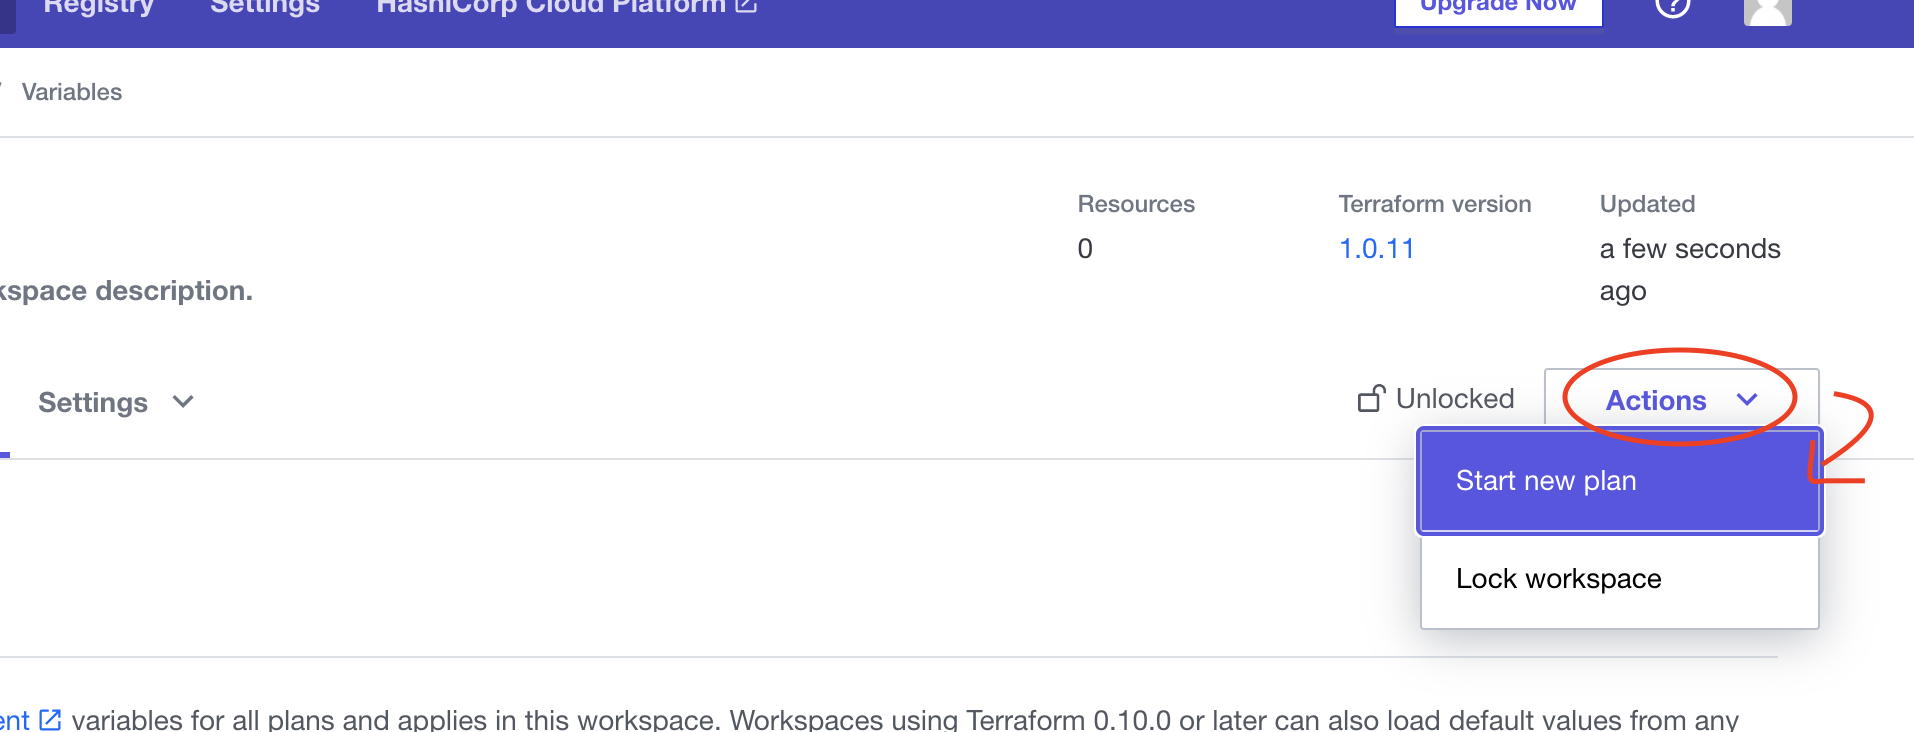 Registry Settings HashiCorp Cloud Platform Upgrade Now ?
Variables
Resources Terraform version Updated
0 1.0.11 a few seconds
ago
kspace description.
Settings Unlocked Actions
Start new plan
Lock workspace
ent variables for all plans and applies in this workspace. Workspaces using Terraform 0.10.0 or later can also load default values from any